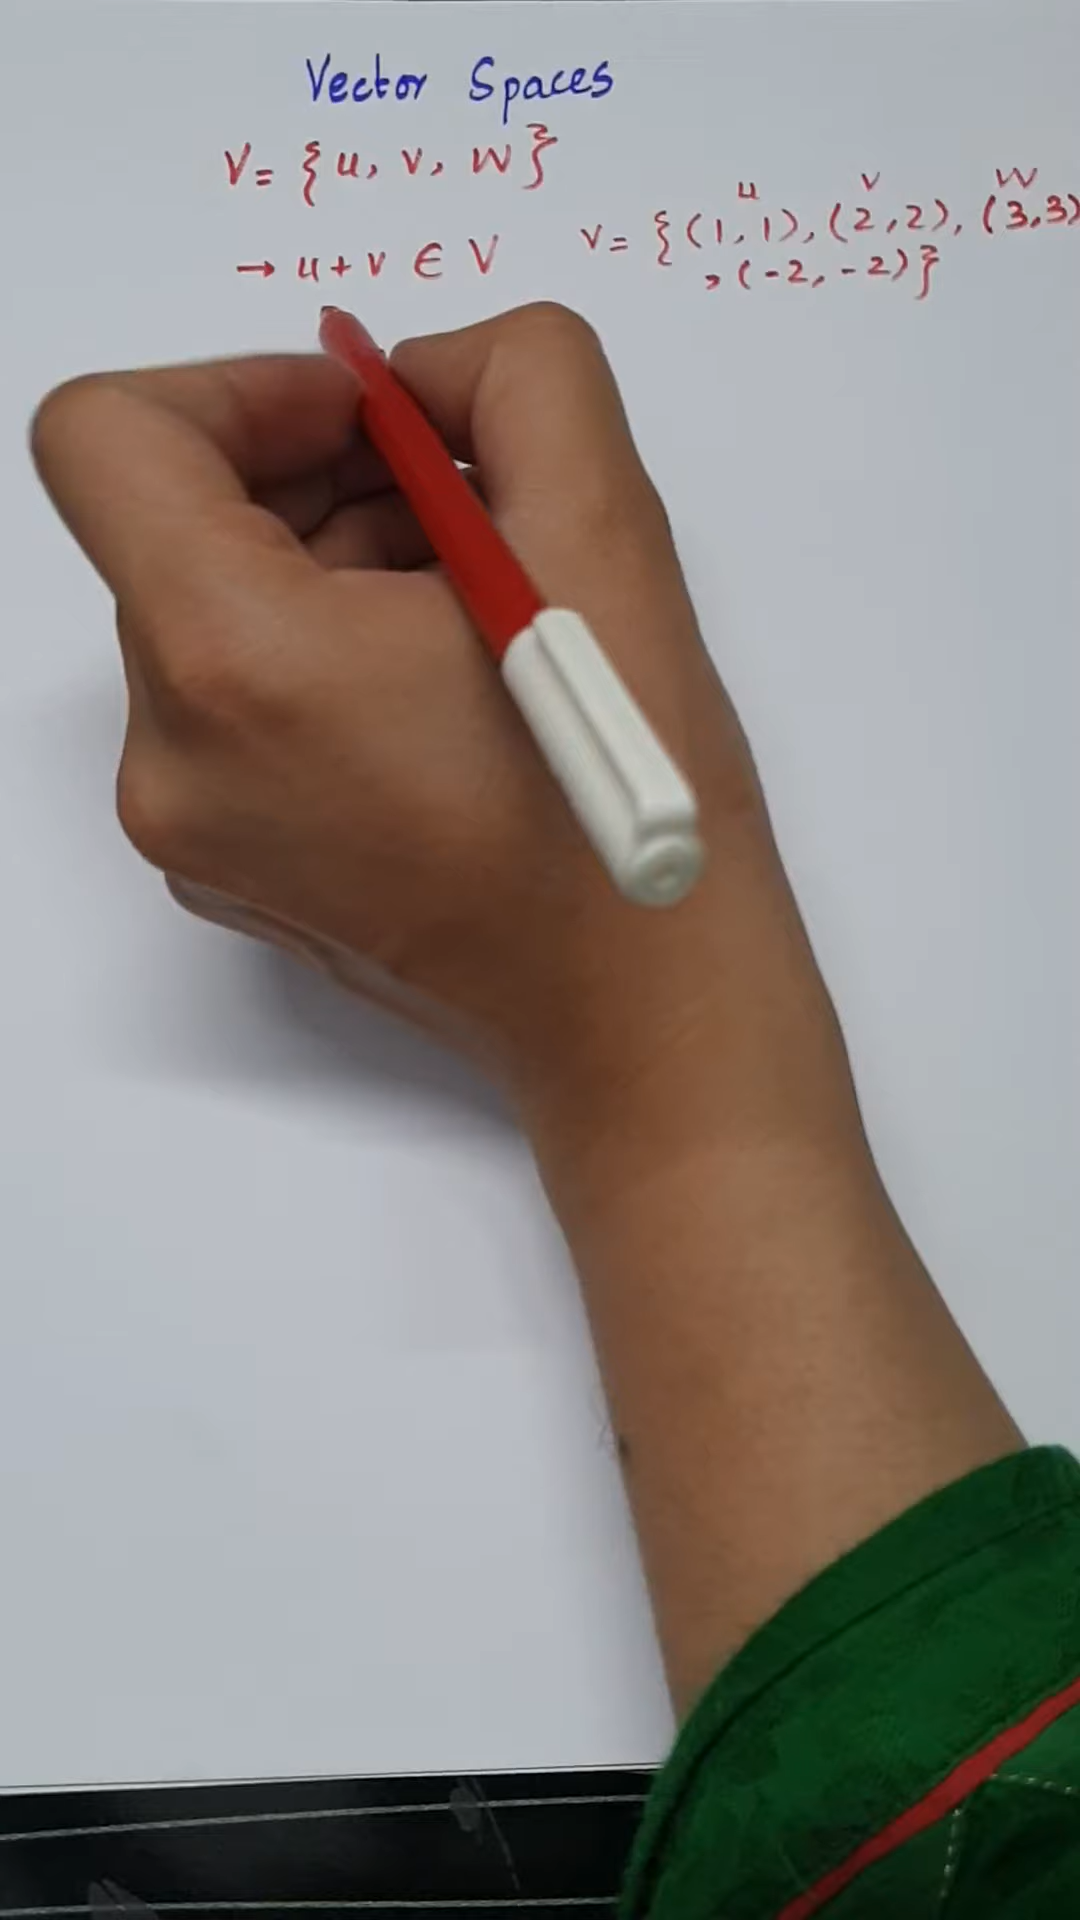 Vector Spaces
V = {u, v, w}
→ u + v ∈ V
u v w
v = {(1, 1), (2, 2), (3, 3)
, (-2, -2)}